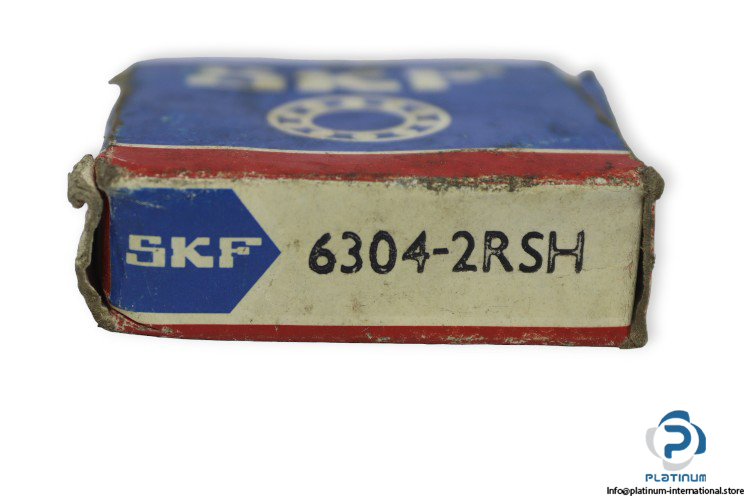 SKF
SKF 6304-2RSH
PLATINUM
Info@platinum-international.store